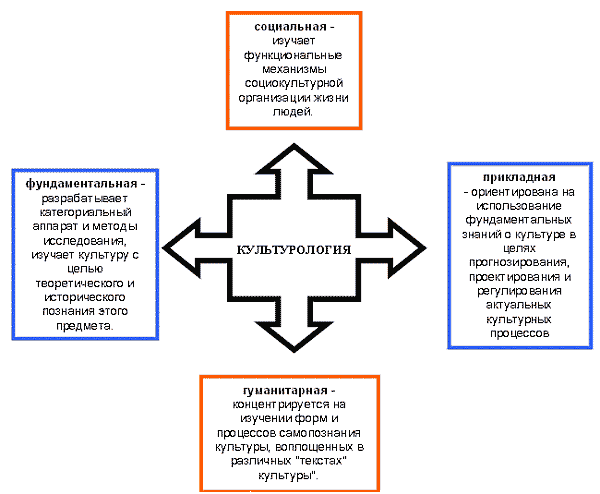 социальная -
изучает
функциональные
механизмы
социокультурной
организации жизни
людей.
фундаментальная -
разрабатывает
категориальный
аппарат и методы
исследования,
изучает культуру с
целью
теоретического и
исторического
познания этого
предмета.
КУЛЬТУРОЛОГИЯ
прикладная
- ориентирована на
использование
фундаментальных
знаний о культуре в
целях
прогнозирования,
проектирования и
регулирования
актуальных
культурных
процессов
гуманитарная -
концентрируется на
изучении форм и
процессов самопознания
культуры, воплощенных в
различных "текстах"
культуры".